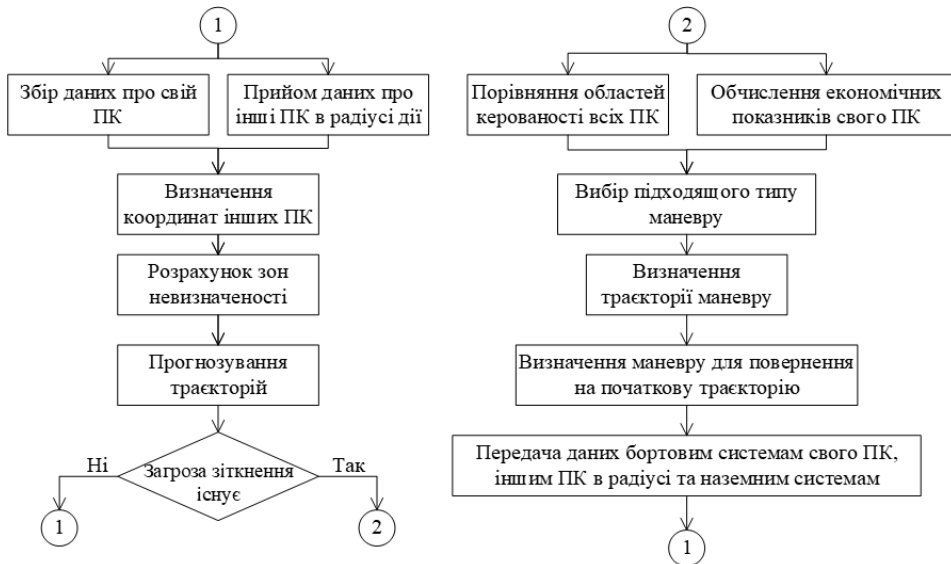 1
Збір даних про свій
ПК
Прийом даних про
інші ПК в радіусі дії
Визначення
координат інших ПК
Розрахунок зон
невизначеності
Прогнозування
траєкторій
Ні
Загроза зіткнення
існує
Так
1
2
2
Порівняння областей
керованості всіх ПК
Обчислення економічних
показників свого ПК
Вибір підходящого типу
маневру
Визначення
траєкторії маневру
Визначення маневру для повернення
на початкову траєкторію
Передача даних бортовим системам свого ПК,
іншим ПК в радіусі та наземним системам
1